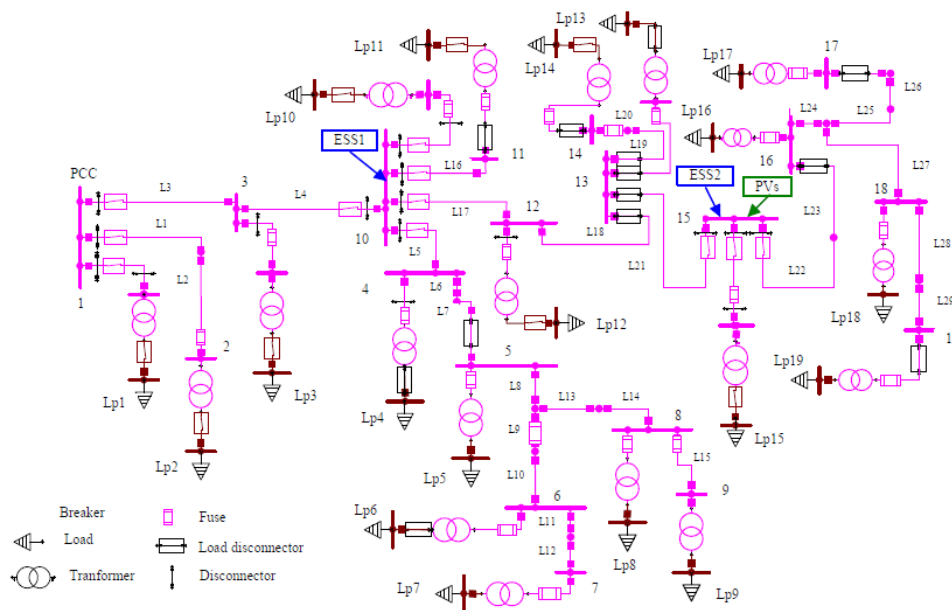 Lp13
Lp11
Lp14
Lp17
17
L26
Lp10
L20
Lp16
L24
L25
ESS1
11
14
L19
16
PCC
L16
13
ESS2
PVs
L27
L3
3
L4
12
18
L1
L17
15
L23
10
L18
L5
L21
L28
L2
L6
L22
1
4
L7
L29
Lp18
Lp12
1
2
5
Lp19
Lp1
Lp3
Lp4
L8
L13
L14
Lp15
8
Lp2
L9
Lp5
L15
L10
9
Breaker
Fuse
Lp6
6
L11
Load
Load disconnector
L12
Lp8
Tranformer
Disconnector
Lp7
7
Lp9